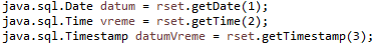 java.sql.Date datum = rset.getDate(1);
java.sql.Time vreme = rset.getTime(2);
java.sql.Timestamp datumVreme = rset.getTimestamp(3);